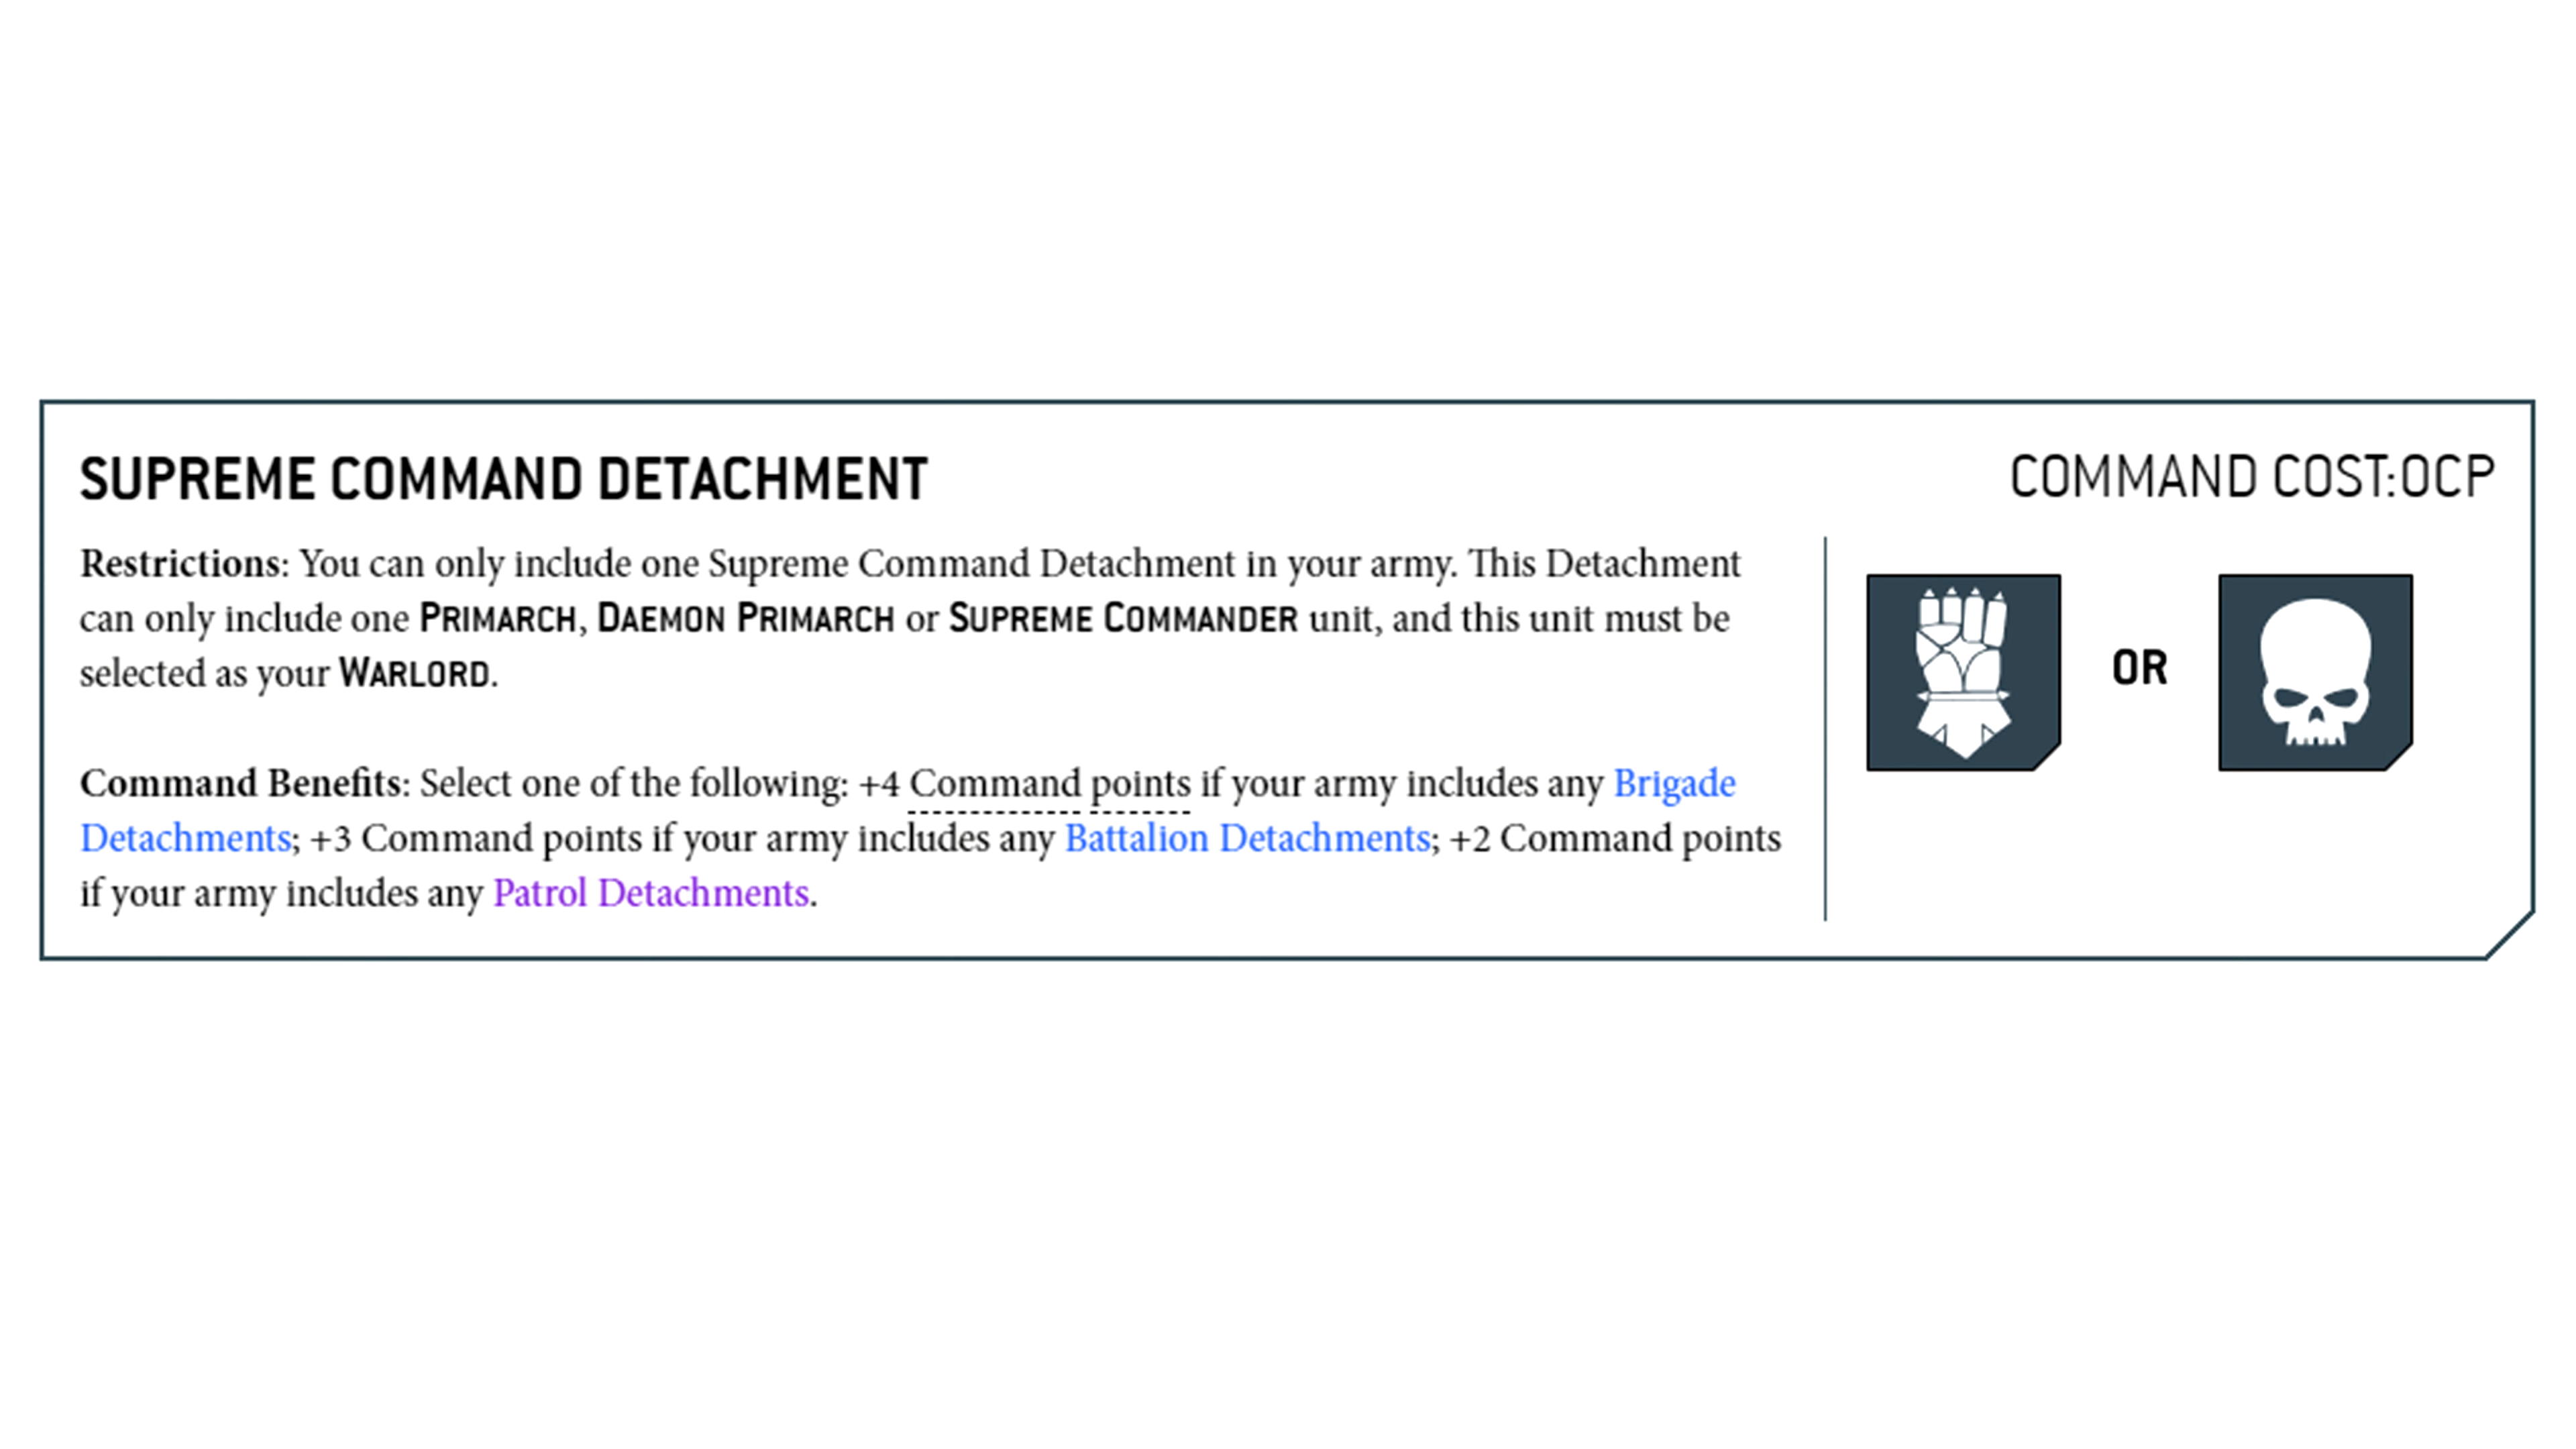 SUPREME COMMAND DETACHMENT
COMMAND COST:0CP
Restrictions: You can only include one Supreme Command Detachment in your army. This Detachment
can only include one PRIMARCH, DAEMON PRIMARCH or SUPREME COMMANDER unit, and this unit must be
selected as your WARLORD.
Command Benefits: Select one of the following: +4 Command points if your army includes any Brigade
Detachments; +3 Command points if your army includes any Battalion Detachments; +2 Command points
if your army includes any Patrol Detachments.
OR